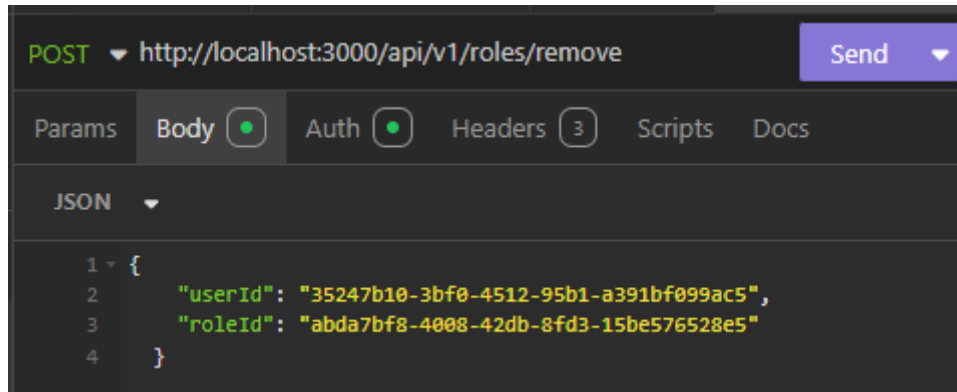 POST http://localhost:3000/api/v1/roles/remove Send
Params Body Auth Headers 3 Scripts Docs
JSON
1 {
2 "userId": "35247b10-3bf0-4512-95b1-a391bf099ac5",
3 "roleId": "abda7bf8-4008-42db-8fd3-15be576528e5"
4 }